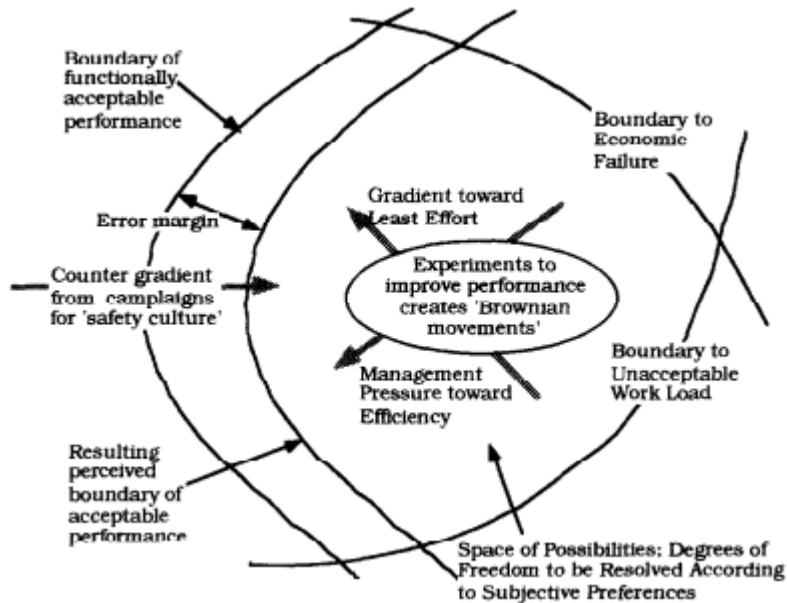 Boundary of
functionally
acceptable
performance
Boundary to
Economic
Failure
Gradient toward
Least Effort
Error margin
Counter gradient
from campaigns
for 'safety culture'
Experiments to
improve performance
creates 'Brownian
movements'
Management
Pressure toward
Efficiency
Boundary to
Unacceptable
Work Load
Resulting
perceived
boundary of
acceptable
performance
Space of Possibilities; Degrees of
Freedom to be Resolved According
to Subjective Preferences